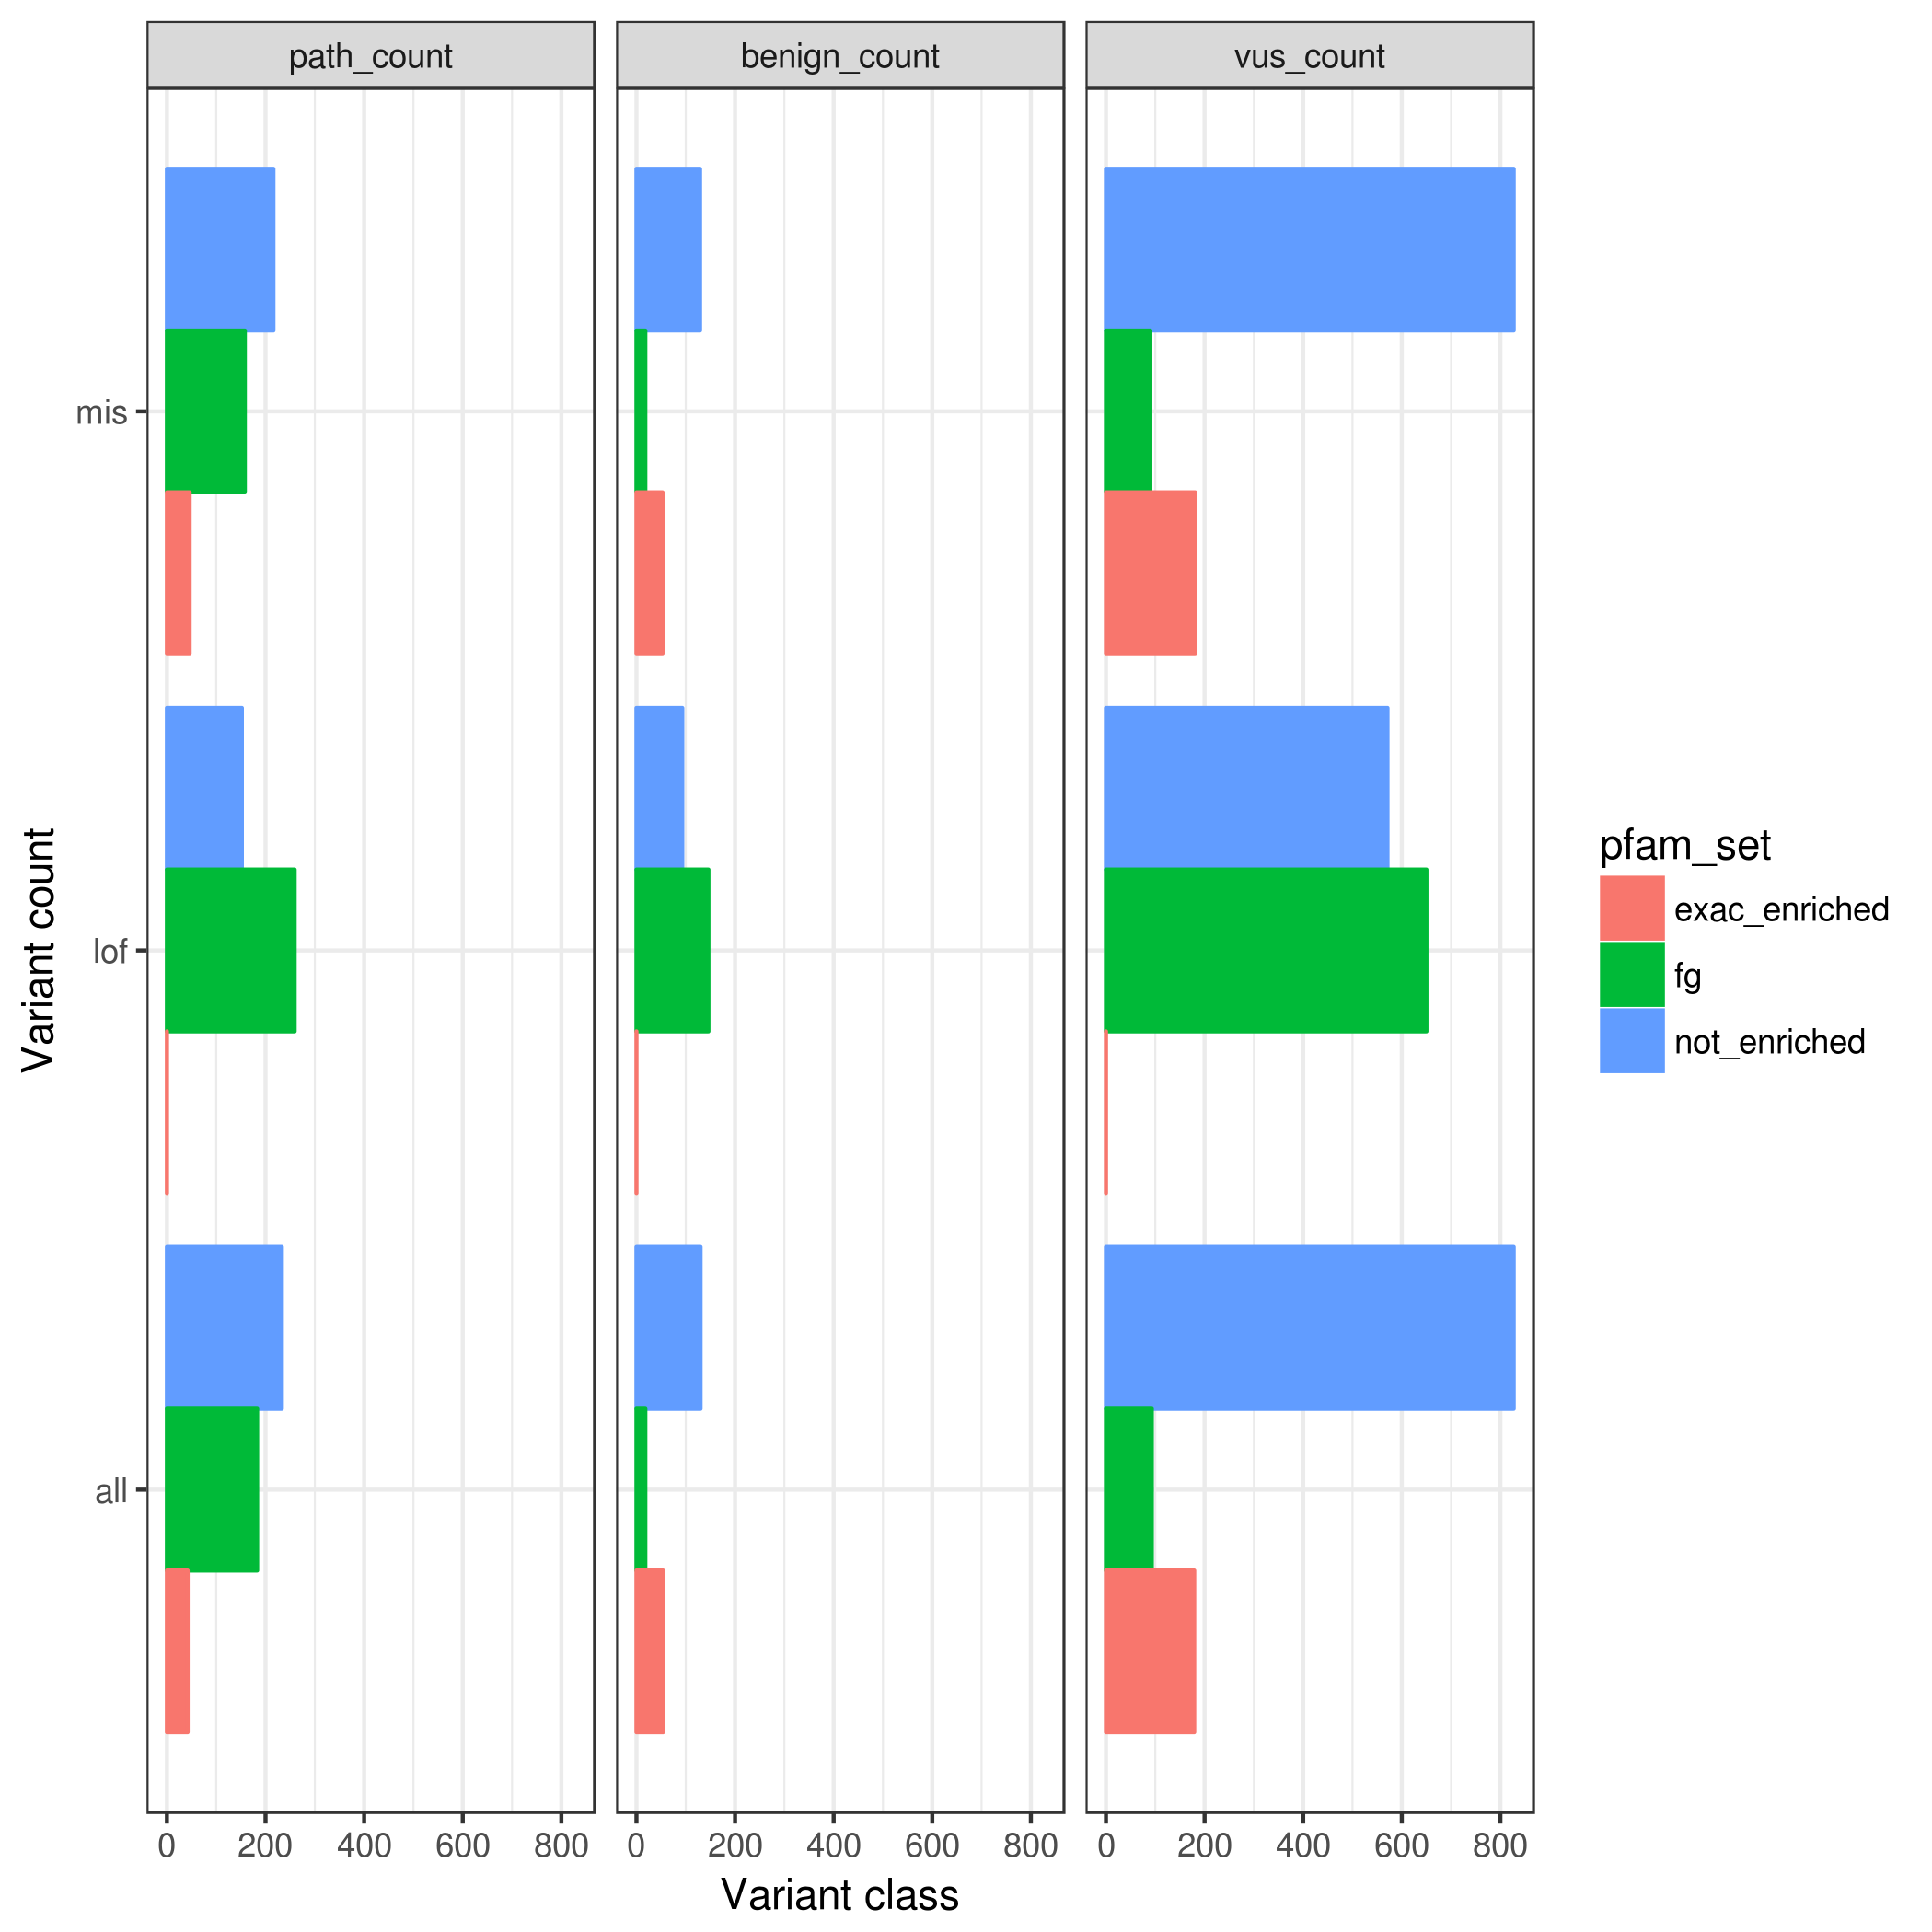 path_count
benign_count
vus_count
Variant count
mis
lof
all
0 200 400 600 800
0 200 400 600 800
0 200 400 600 800
Variant class
pfam_set
exac_enriched
fg
not_enriched